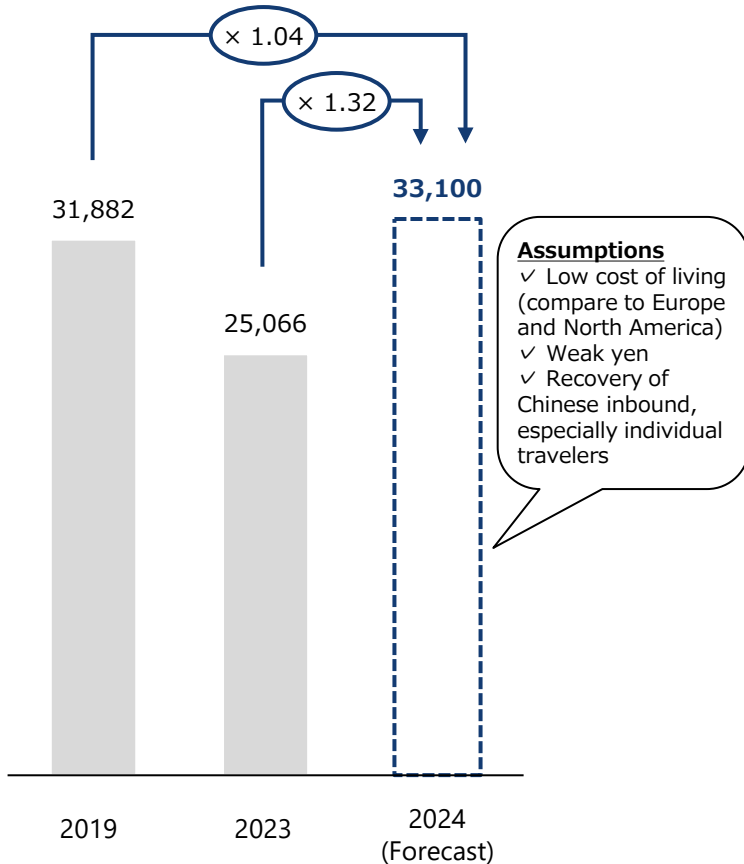 × 1.04
× 1.32
33,100
31,882
25,066
Assumptions
✓ Low cost of living
(compare to Europe
and North America)
✓ Weak yen
✓ Recovery of
Chinese inbound,
especially individual
travelers
2019
2023
2024
(Forecast)